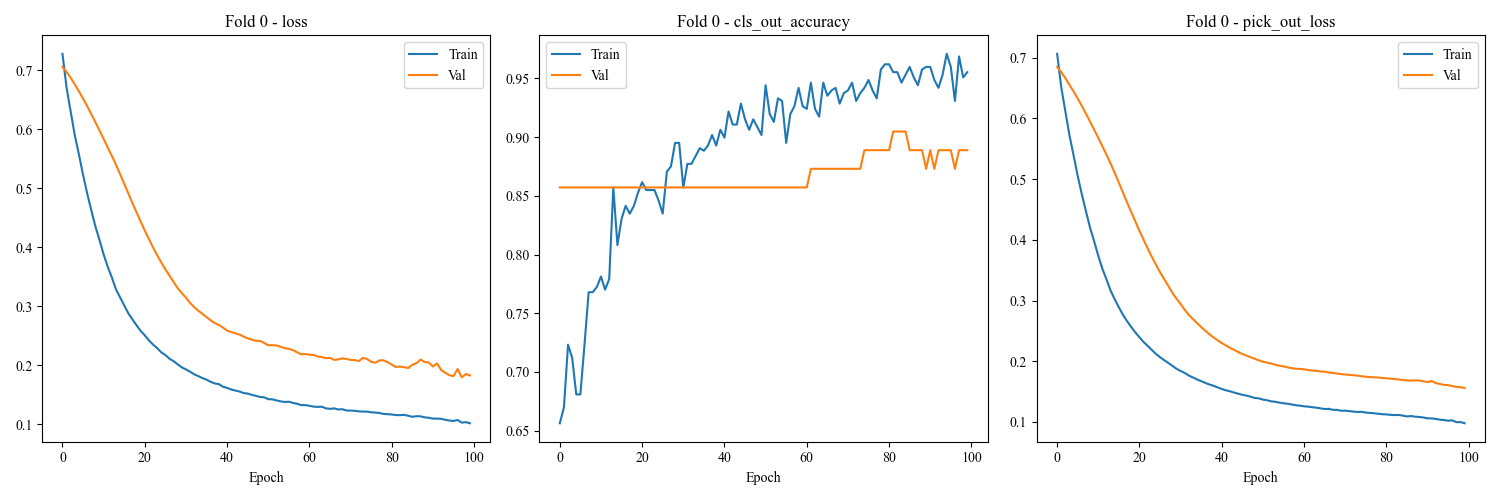 Fold 0 - loss
Train
Val
0.7
0.6
0.5
0.4
0.3
0.2
0.1
0 20 40 60 80 100
Epoch
Fold 0 - cls_out_accuracy
Train
Val
0.95
0.90
0.85
0.80
0.75
0.70
0.65
0 20 40 60 80 100
Epoch
Fold 0 - pick_out_loss
Train
Val
0.7
0.6
0.5
0.4
0.3
0.2
0.1
0 20 40 60 80 100
Epoch